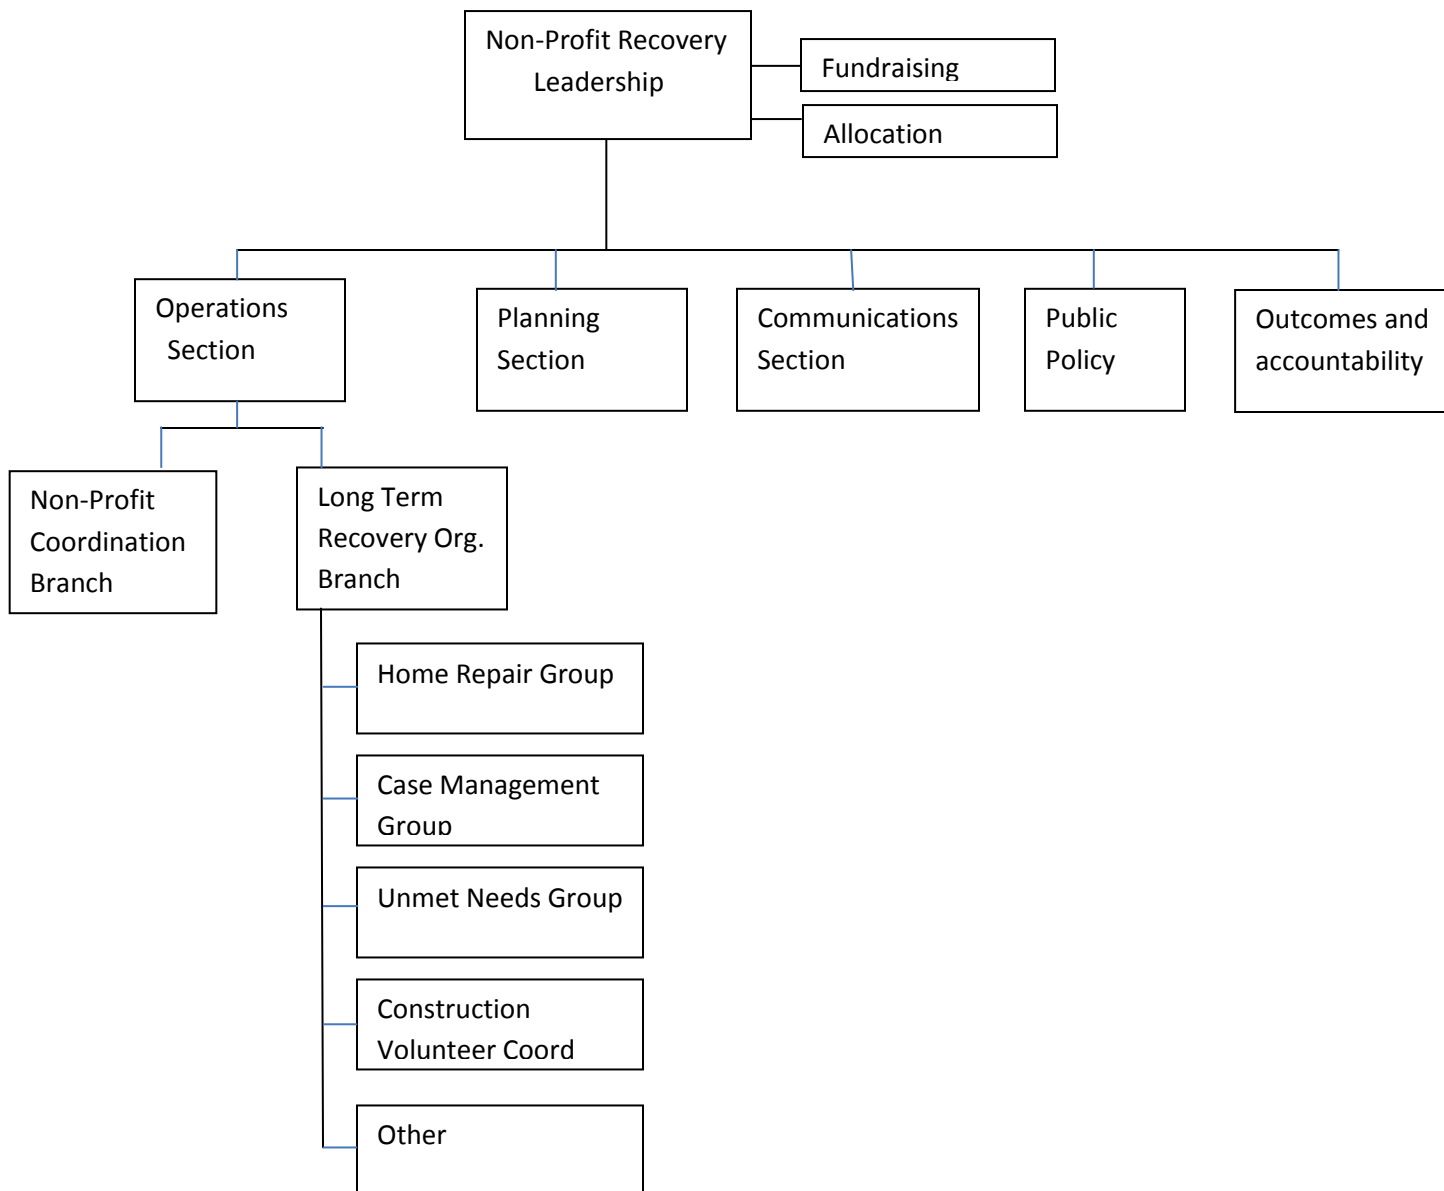 Non-Profit Recovery
Leadership
Fundraising
Allocation
Operations
Section
Planning
Section
Communications
Section
Public
Policy
Outcomes and
accountability
Non-Profit
Coordination
Branch
Long Term
Recovery Org.
Branch
Home Repair Group
Case Management
Group
Unmet Needs Group
Construction
Volunteer Coord
Other